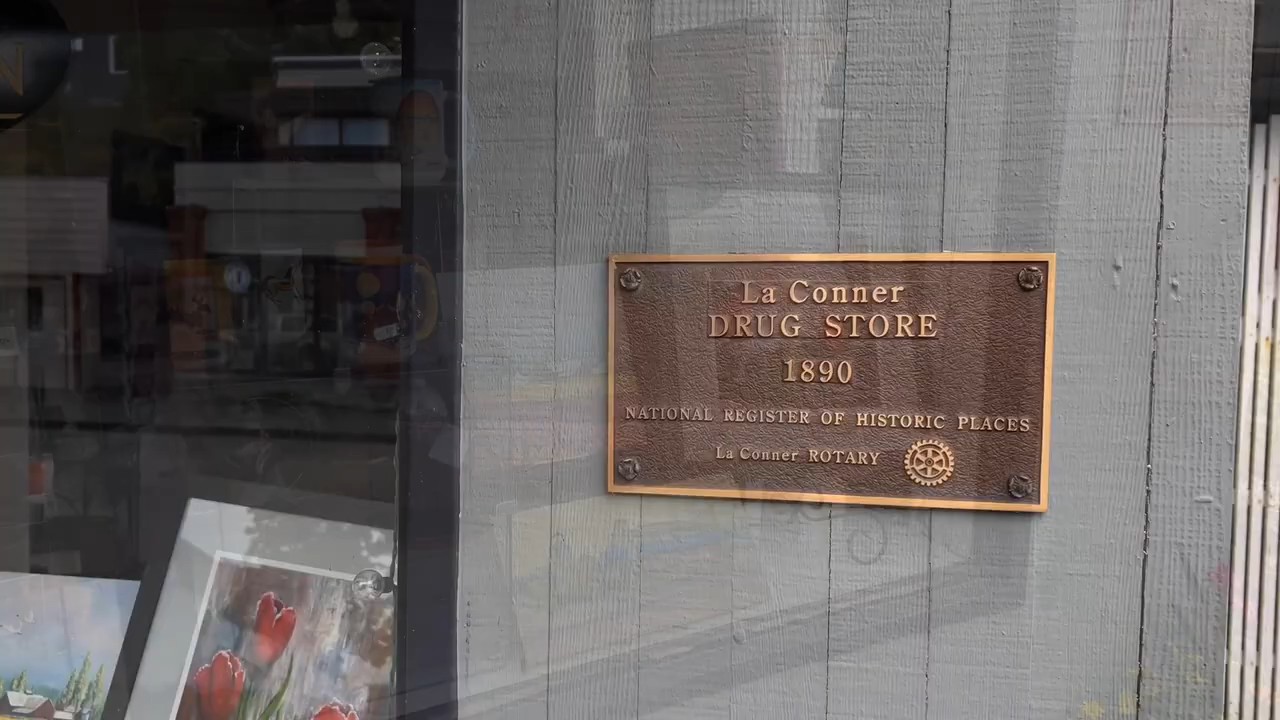 N
La Conner
DRUG STORE
1890
NATIONAL REGISTER OF HISTORIC PLACES
La Conner ROTARY